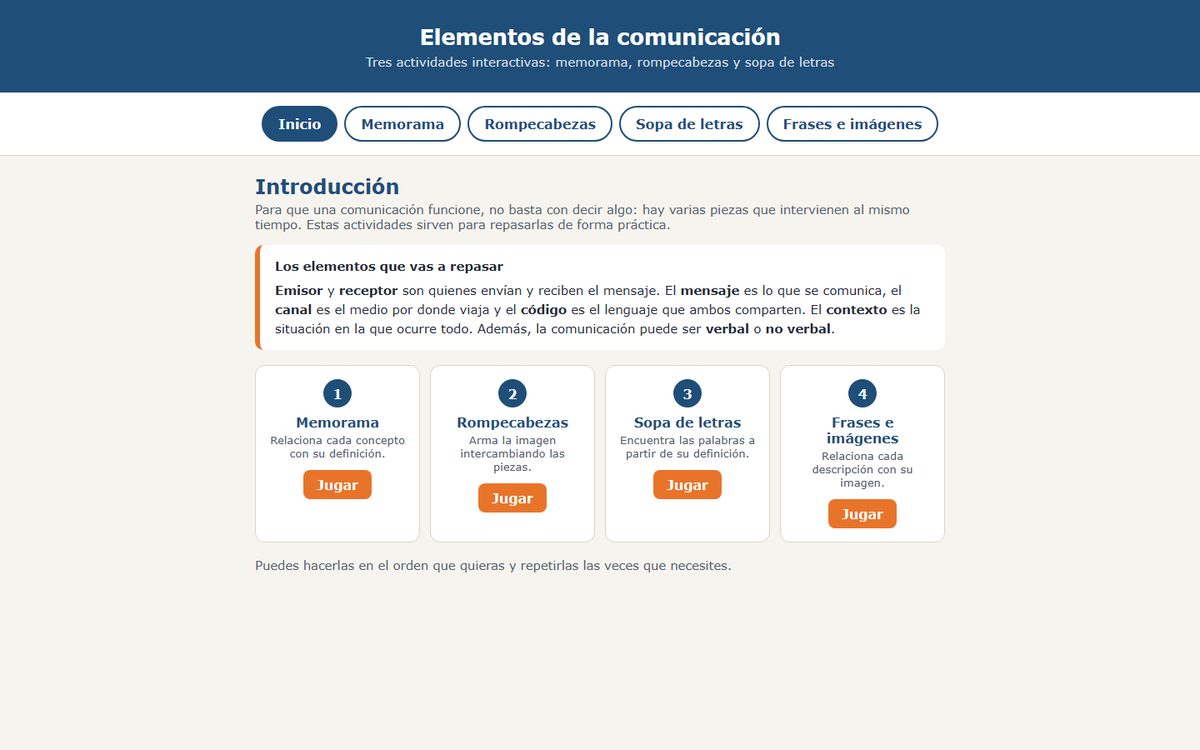 Elementos de la comunicación
Tres actividades interactivas: memorama, rompecabezas y sopa de letras
Inicio
Memorama
Rompecabezas
Sopa de letras
Frases e imágenes
Introducción
Para que una comunicación funcione, no basta con decir algo: hay varias piezas que intervienen al mismo
tiempo. Estas actividades sirven para repasarlas de forma práctica.
Los elementos que vas a repasar
Emisor y receptor son quienes envían y reciben el mensaje. El mensaje es lo que se comunica, el
canal es el medio por donde viaja y el código es el lenguaje que ambos comparten. El contexto es la
situación en la que ocurre todo. Además, la comunicación puede ser verbal o no verbal.
1
Memorama
Relaciona cada concepto
con su definición.
Jugar
2
Rompecabezas
Arma la imagen
intercambiando las
piezas.
Jugar
3
Sopa de letras
Encuentra las palabras a
partir de su definición.
Jugar
4
Frases e
imágenes
Relaciona cada
descripción con su
imagen.
Jugar
Puedes hacerlas en el orden que quieras y repetirlas las veces que necesites.